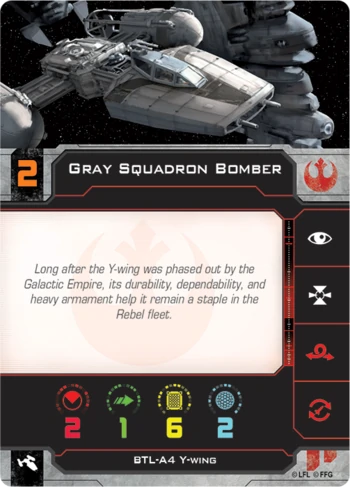 2
Gray Squadron Bomber
Long after the Y-wing was phased out by the
Galactic Empire, its durability, dependability, and
heavy armament help it remain a staple in the
Rebel fleet.
2 1 6 2
BTL-A4 Y-wing
© LFL © FFG